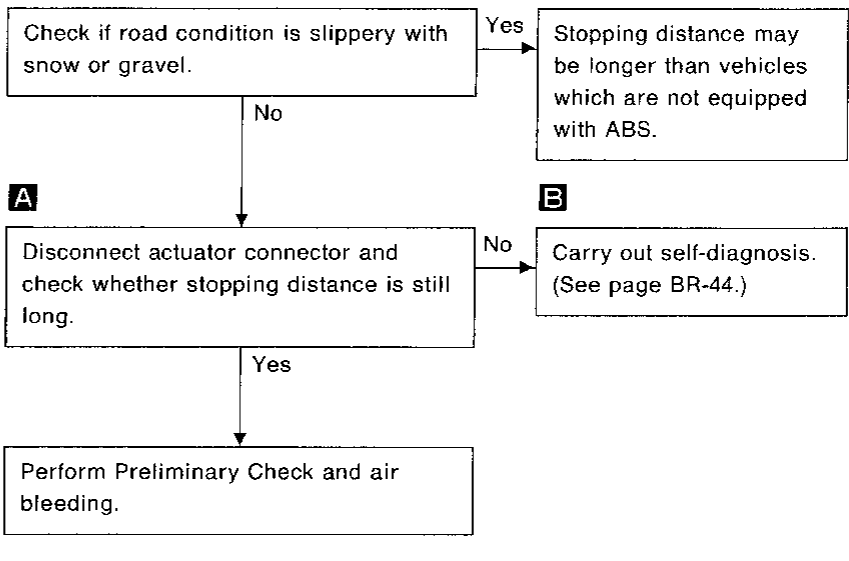 Check if road condition is slippery with
snow or gravel.
Yes
Stopping distance may
be longer than vehicles
which are not equipped
with ABS.
No
A
Disconnect actuator connector and
check whether stopping distance is still
long.
No
B
Carry out self-diagnosis.
(See page BR-44.)
Yes
Perform Preliminary Check and air
bleeding.